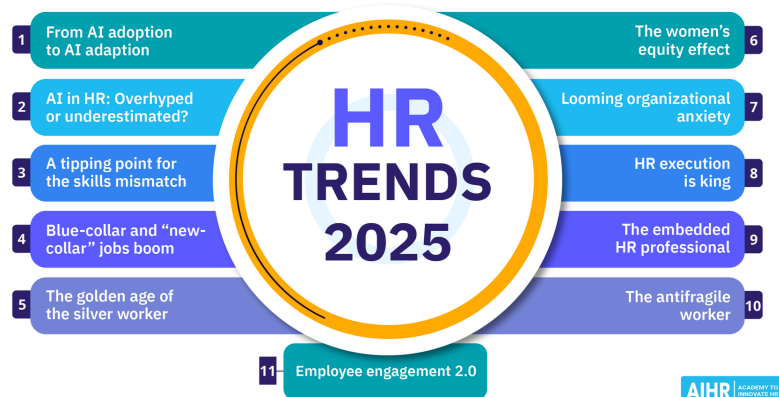 HR
TRENDS
2025
1
From AI adoption
to AI adaption
2
AI in HR: Overhyped
or underestimated?
3
A tipping point for
the skills mismatch
4
Blue-collar and “new-
collar” jobs boom
5
The golden age of
the silver worker
The women’s
equity effect
6
Looming organizational
anxiety
7
HR execution
is king
8
The embedded
HR professional
9
The antifragile
worker
10
11
Employee engagement 2.0
AIHR
ACADEMY TO
INNOVATE HR